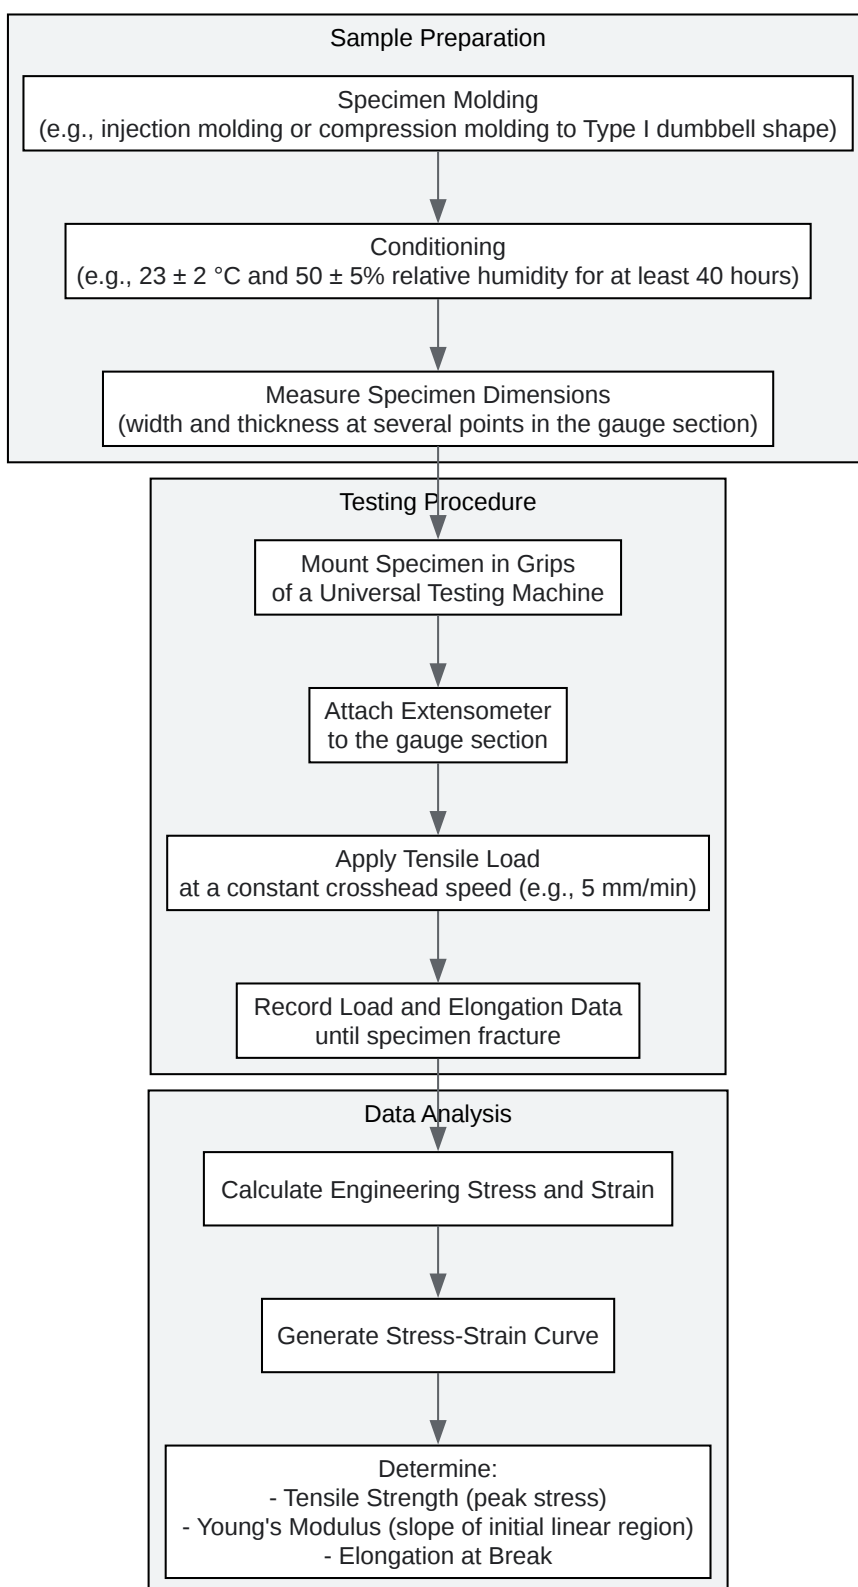 Sample Preparation
Specimen Molding
(e.g., injection molding or compression molding to Type I dumbbell shape)
Conditioning
(e.g., 23 ± 2 °C and 50 ± 5% relative humidity for at least 40 hours)
Measure Specimen Dimensions
(width and thickness at several points in the gauge section)
Testing Procedure
Mount Specimen in Grips
of a Universal Testing Machine
Attach Extensometer
to the gauge section
Apply Tensile Load
at a constant crosshead speed (e.g., 5 mm/min)
Record Load and Elongation Data
until specimen fracture
Data Analysis
Calculate Engineering Stress and Strain
Generate Stress-Strain Curve
Determine:
- Tensile Strength (peak stress)
- Young's Modulus (slope of initial linear region)
- Elongation at Break